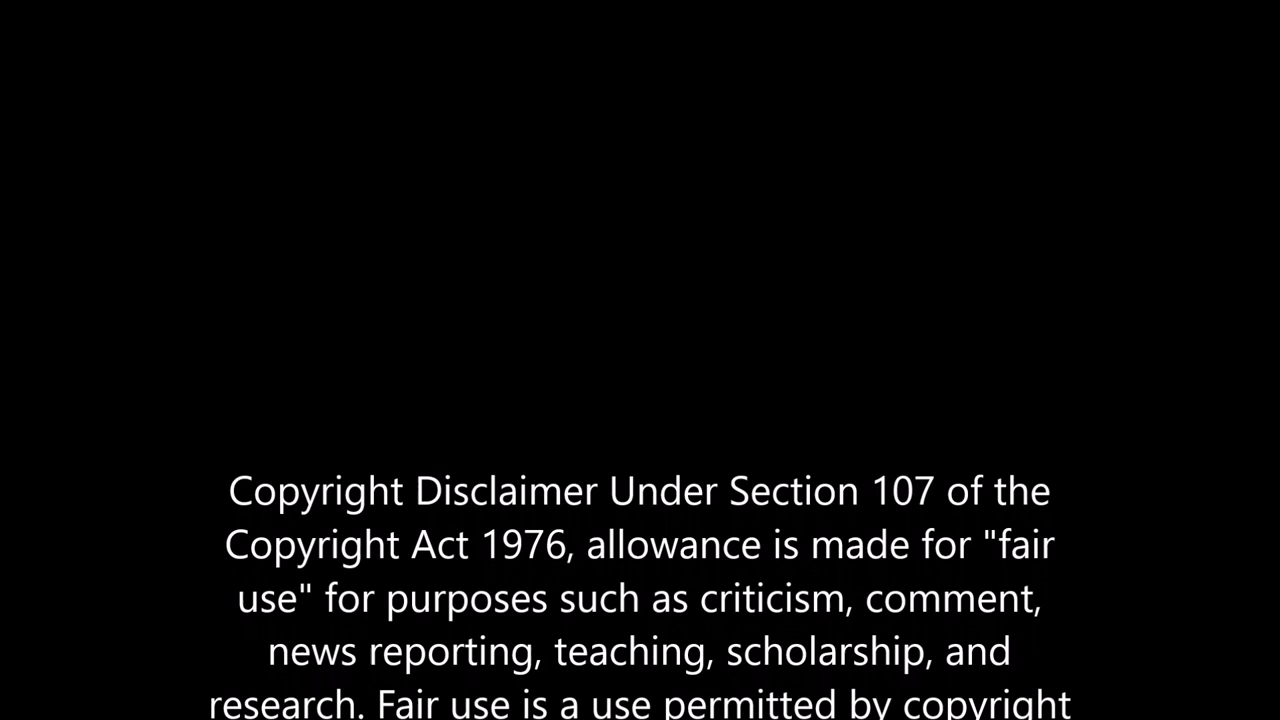 Copyright Disclaimer Under Section 107 of the
Copyright Act 1976, allowance is made for "fair
use" for purposes such as criticism, comment,
news reporting, teaching, scholarship, and
research. Fair use is a use permitted by copyright